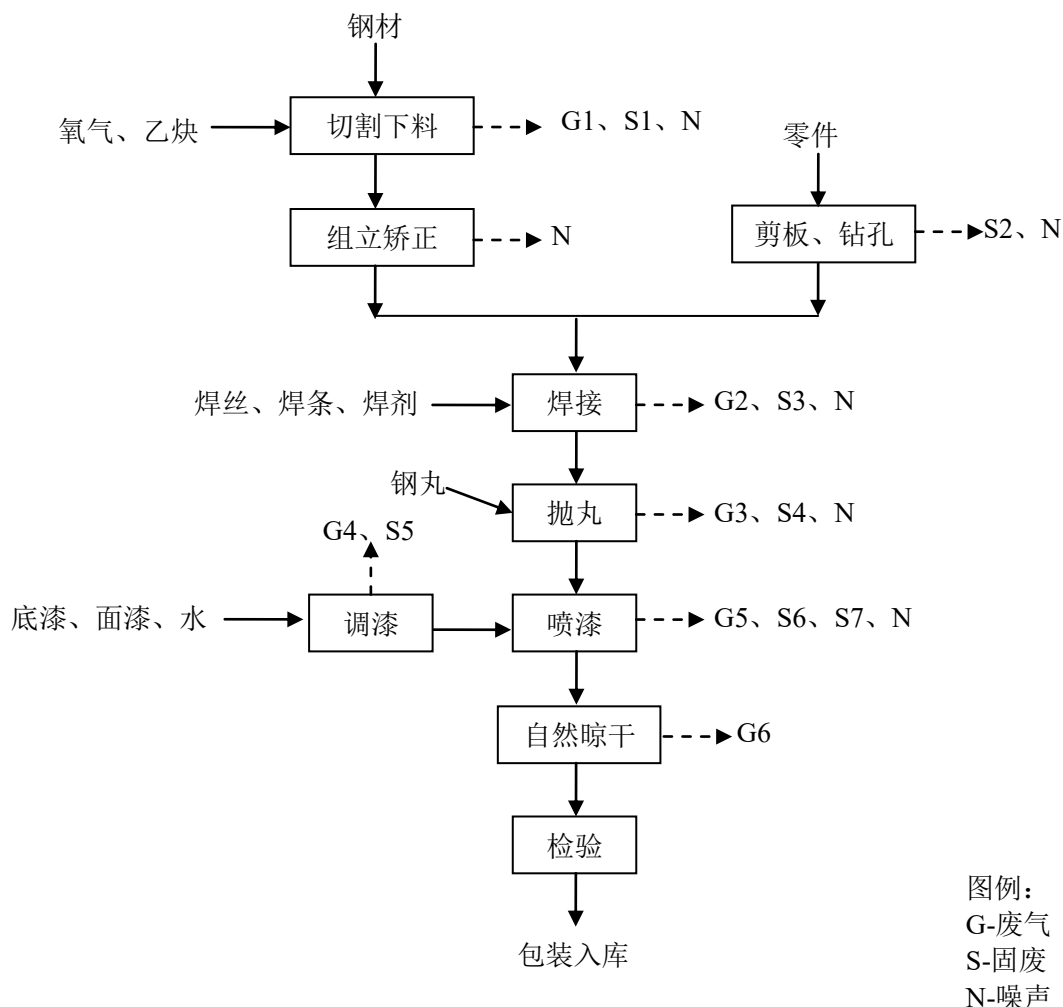 钢材
氧气、乙炔
切割下料
G1、S1、N
零件
组立矫正
N
剪板、钻孔
S2、N
焊丝、焊条、焊剂
焊接
G2、S3、N
钢丸
抛丸
G3、S4、N
G4、S5
底漆、面漆、水
调漆
喷漆
G5、S6、S7、N
自然晾干
G6
检验
包装入库
图例：
G-废气
S-固废
N-噪声